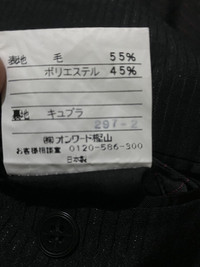 表地 毛 55%
ポリエステル 45%
裏地 キュプラ
297-2
㈱オンワード樫山
お客様相談室 0120-586-300
日本製